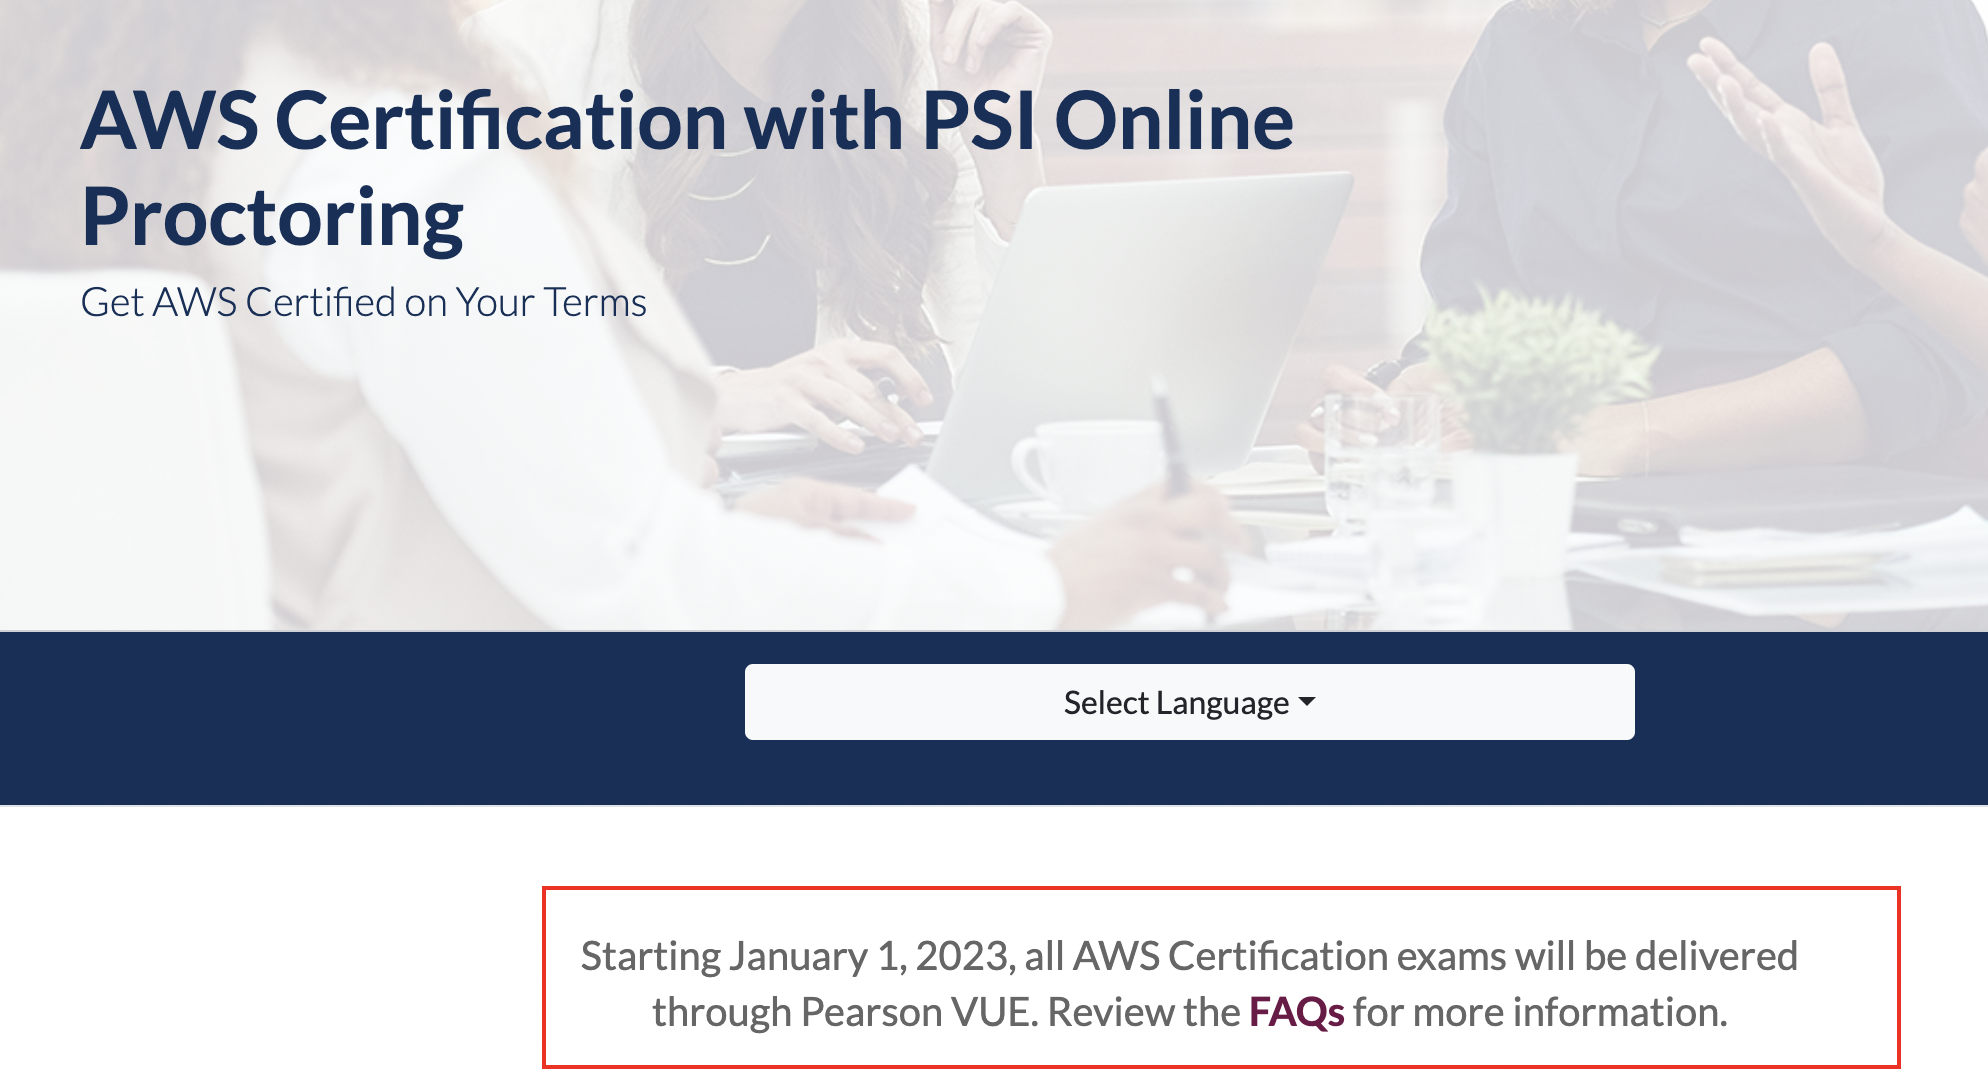 AWS Certification with PSI Online
Proctoring
Get AWS Certified on Your Terms
Select Language
Starting January 1, 2023, all AWS Certification exams will be delivered
through Pearson VUE. Review the FAQs for more information.